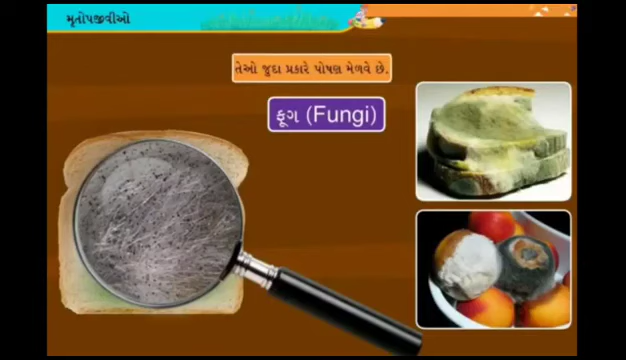 મૃતોપજીવીઓ
તેઓ જુદા પ્રકારે પોષણ મેળવે છે.
ફૂગ (Fungi)